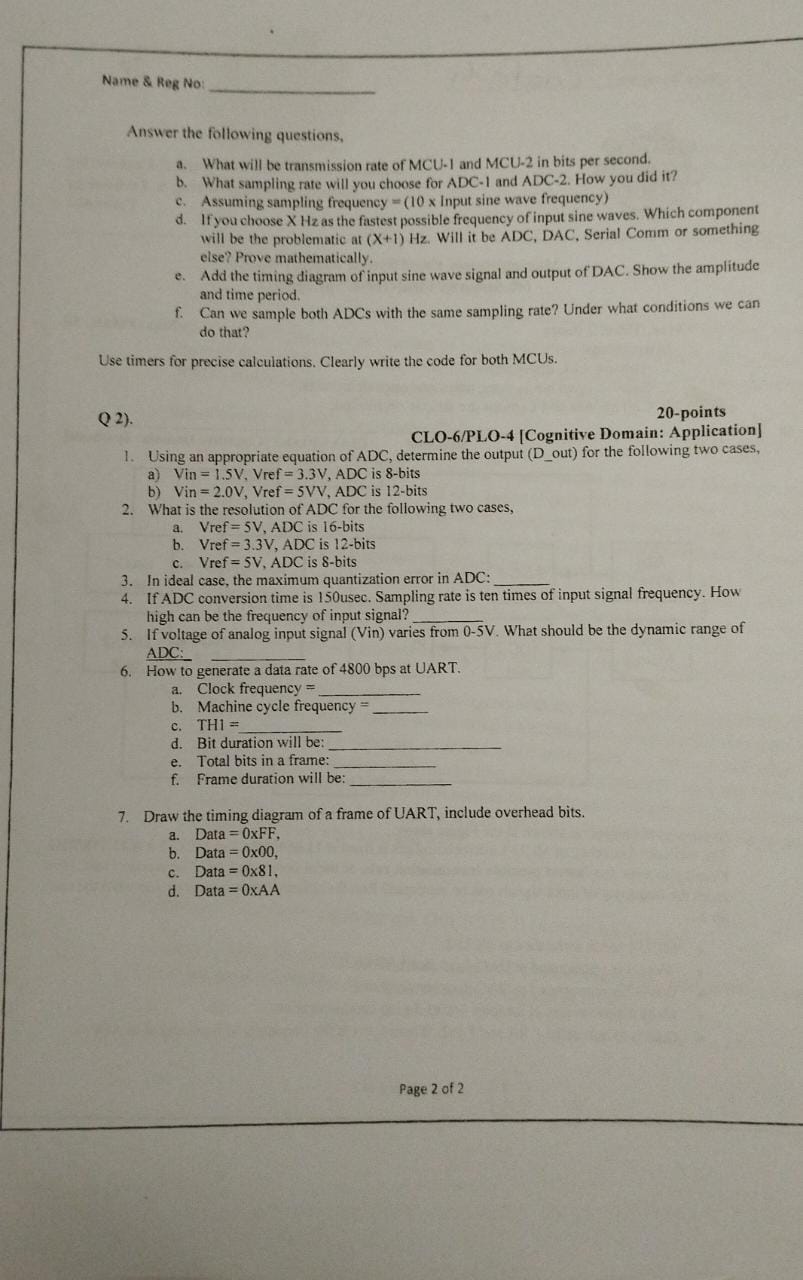 Name & Reg No: ____________
Answer the following questions,
a. What will be transmission rate of MCU-1 and MCU-2 in bits per second.
b. What sampling rate will you choose for ADC-1 and ADC-2. How you did it?
c. Assuming sampling frequency = (10 x Input sine wave frequency)
d. If you choose X Hz as the fastest possible frequency of input sine waves. Which component
will be the problematic at (X+1) Hz. Will it be ADC, DAC, Serial Comm or something
else? Prove mathematically.
e. Add the timing diagram of input sine wave signal and output of DAC. Show the amplitude
and time period.
f. Can we sample both ADCs with the same sampling rate? Under what conditions we can
do that?
Use timers for precise calculations. Clearly write the code for both MCUs.
Q 2). 20-points
CLO-6/PLO-4 [Cognitive Domain: Application]
1. Using an appropriate equation of ADC, determine the output (D_out) for the following two cases,
a) Vin = 1.5V, Vref = 3.3V, ADC is 8-bits
b) Vin = 2.0V, Vref = 5VV, ADC is 12-bits
2. What is the resolution of ADC for the following two cases,
a. Vref = 5V, ADC is 16-bits
b. Vref = 3.3V, ADC is 12-bits
c. Vref = 5V, ADC is 8-bits
3. In ideal case, the maximum quantization error in ADC: ______
4. If ADC conversion time is 150usec. Sampling rate is ten times of input signal frequency. How
high can be the frequency of input signal? ________
5. If voltage of analog input signal (Vin) varies from 0-5V. What should be the dynamic range of
ADC:_ __________
6. How to generate a data rate of 4800 bps at UART.
a. Clock frequency = ___________
b. Machine cycle frequency = ______
c. TH1 = ___________
d. Bit duration will be: ___________________
e. Total bits in a frame: ___________
f. Frame duration will be: ___________
7. Draw the timing diagram of a frame of UART, include overhead bits.
a. Data = 0xFF,
b. Data = 0x00,
c. Data = 0x81,
d. Data = 0xAA
Page 2 of 2